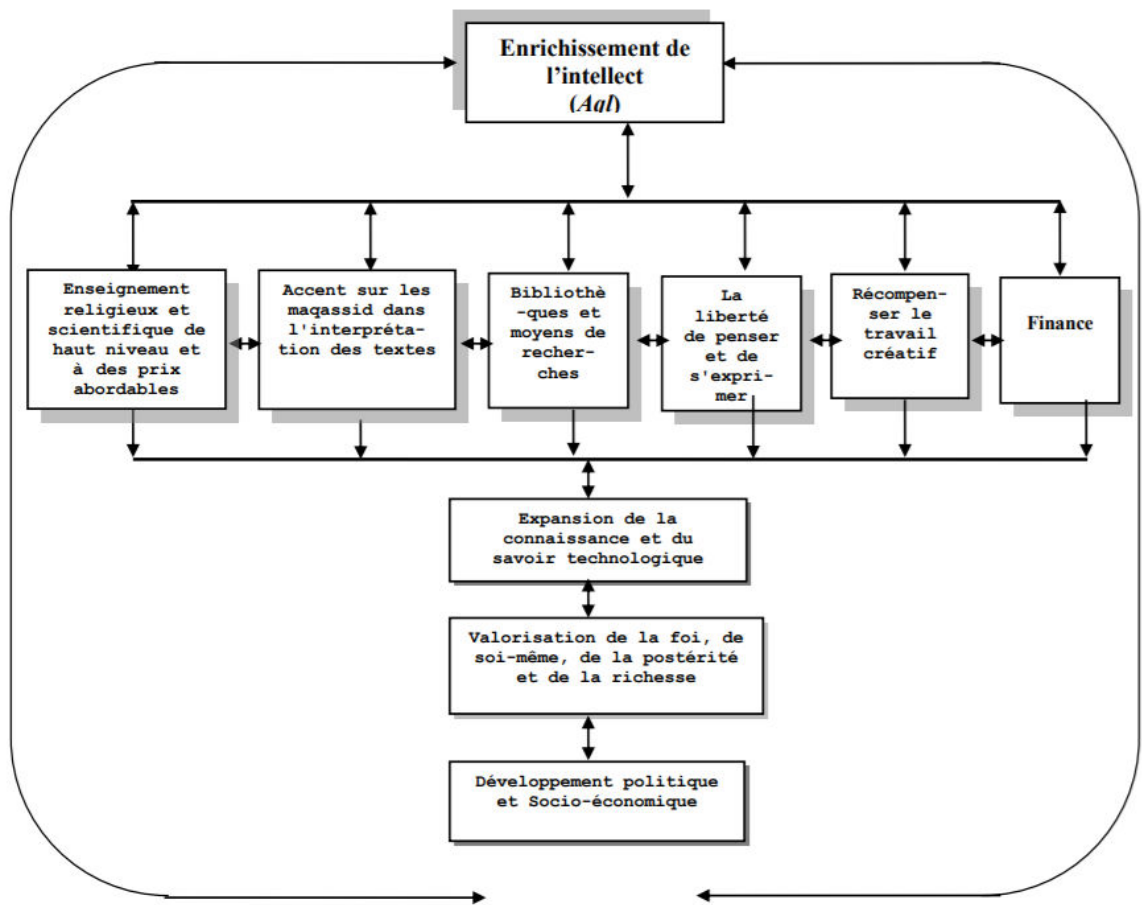 Enrichissement de
l'intellect
(Aql)
Enseignement
religieux et
scientifique de
haut niveau et
à des prix
abordables
Accent sur les
maqassid dans
l'interpréta-
tion des textes
Bibliothè
-ques et
moyens de
recher-
ches
La
liberté
de penser
et de
s'exprimer
mer
Récompen-
ser le
travail
créatif
Finance
Expansion de la
connaissance et du
savoir technologique
Valorisation de la foi, de
soi-même, de la postérité
et de la richesse
Développement politique
et Socio-économique